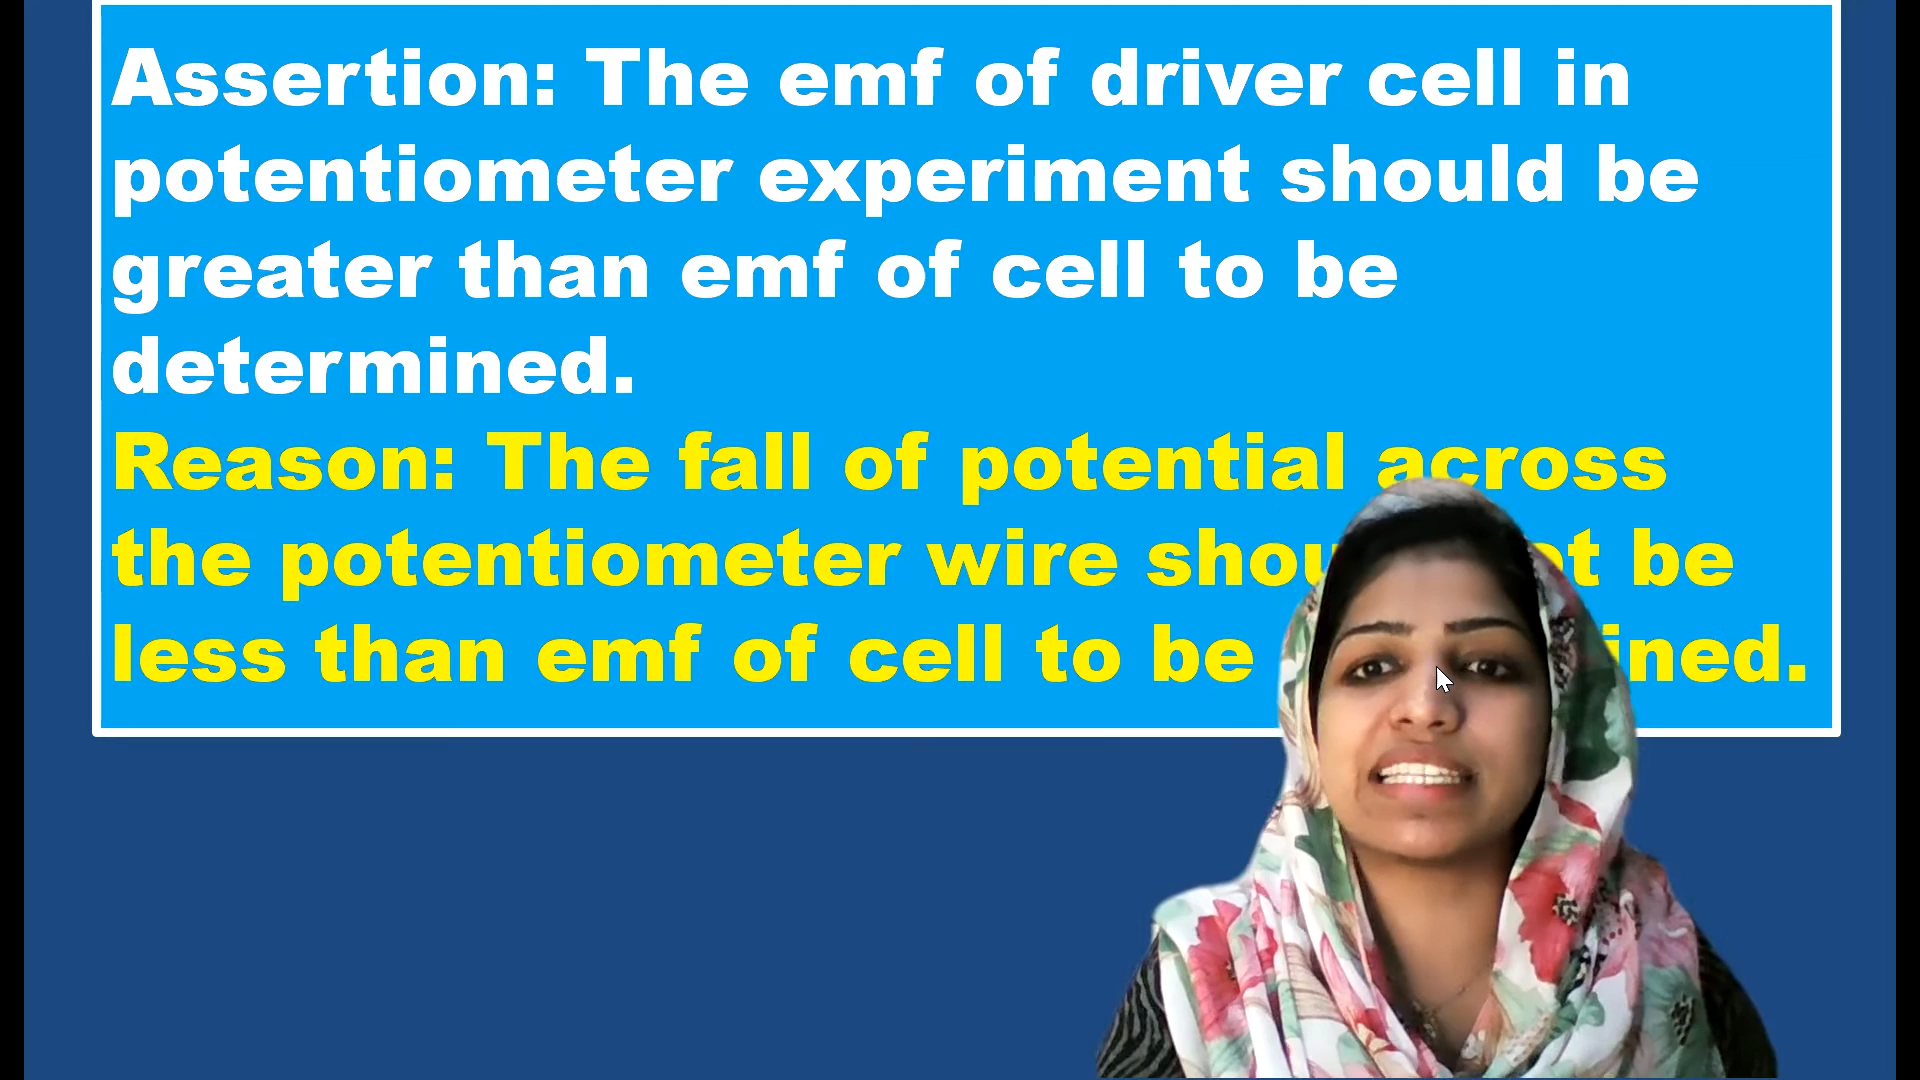 Assertion: The emf of driver cell in
potentiometer experiment should be
greater than emf of cell to be
determined.
Reason: The fall of potential across
the potentiometer wire be
less than emf of cell to be